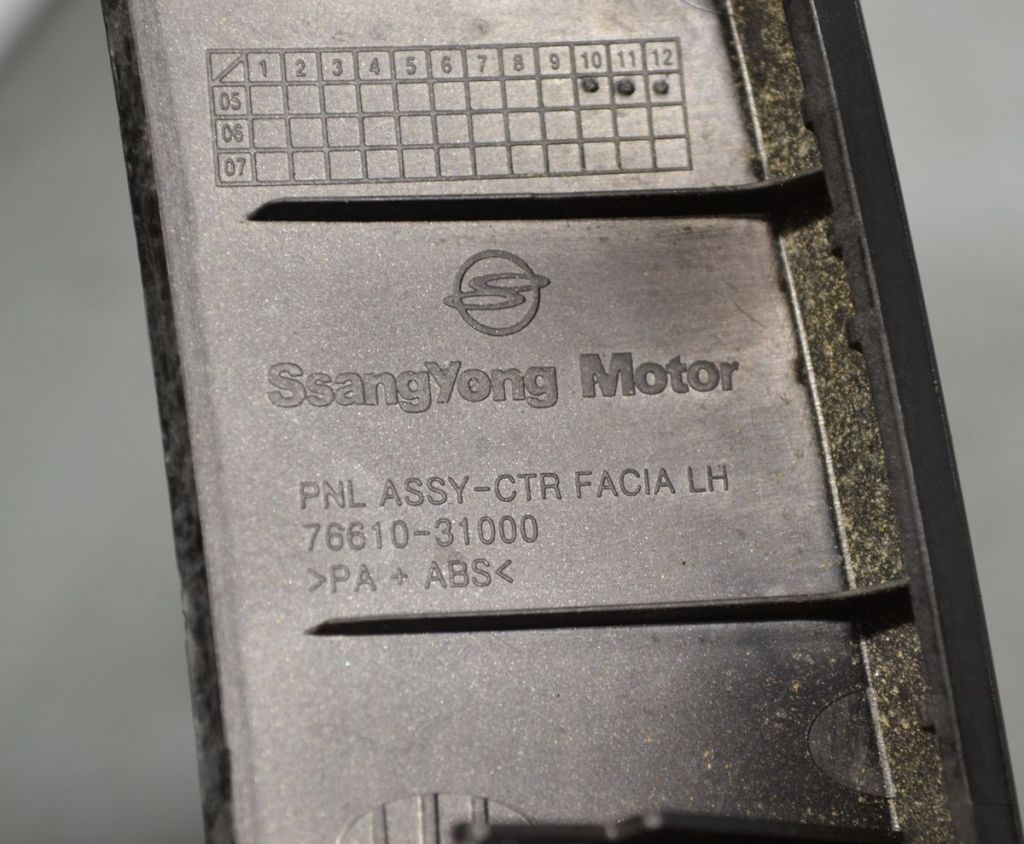 1 2 3 4 5 6 7 8 9 10 11 12
05
06
07
SsangYong Motor
PNL ASSY-CTR FACIA LH
76610-31000
>PA + ABS<